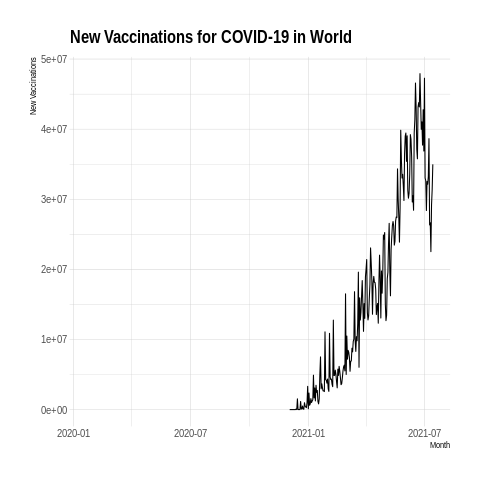 New Vaccinations for COVID-19 in World
New Vaccinations
5e+07
4e+07
3e+07
2e+07
1e+07
0e+00
2020-01 2020-07 2021-01 2021-07
Month